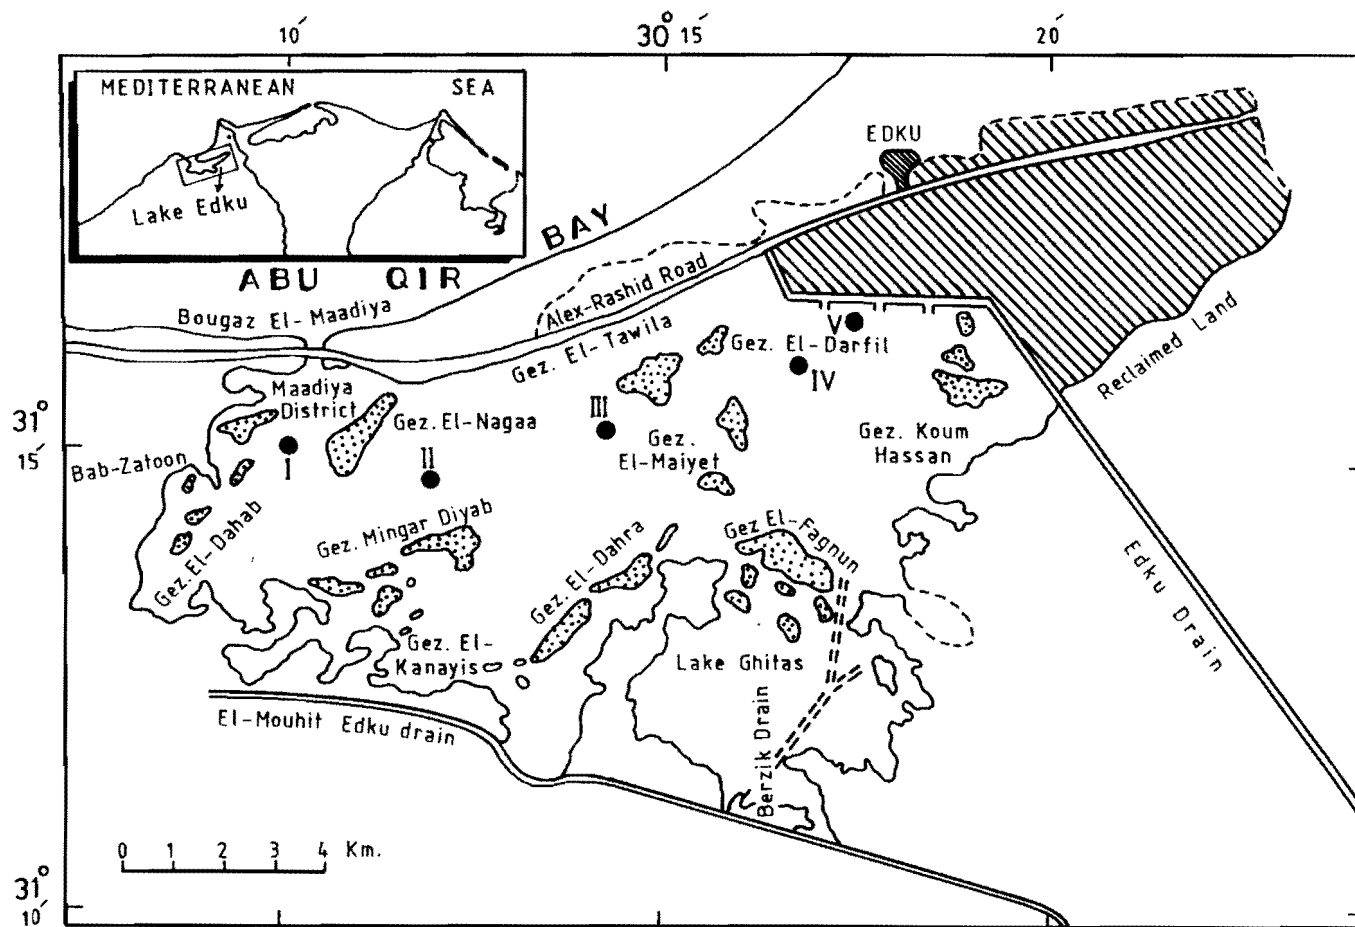 10′
30° 15′
20′
MEDITERRANEAN SEA
Lake Edku
EDKU
BAY
ABU QIR
Alex-Rashid Road
Bougaz El-Maadiya
Gez. El-Tawila
V
Gez. El-Darfil
IV
Reclaimed Land
Maadiya
District
31°
15′
Gez. El-Nagaa
III
Gez.
El-Maiyet
Gez. Koum
Hassan
Bab-Zatoon
I
II
Gez. El-Dahab
Gez. Mingar Diyab
Gez. El-Dahra
Gez El-Fagnun
Edku Drain
Gez. El-
Kanayis
Lake Ghitas
El-Mouhit Edku drain
Berzik Drain
0 1 2 3 4 Km.
31°
10′